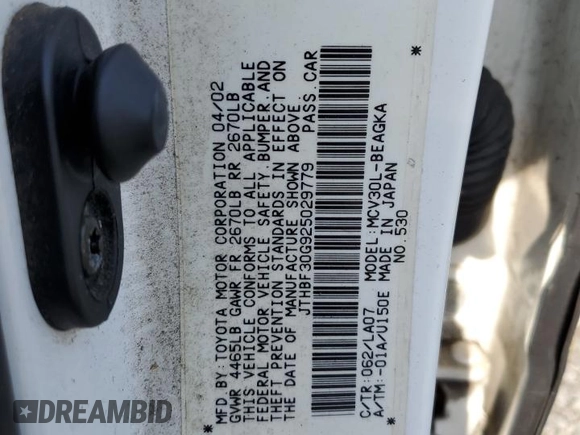 *MFD. BY: TOYOTA MOTOR CORPORATION 04/02
GVWR 4465LB GAWR FR 2670LB RR 2670LB
THIS VEHICLE CONFORMS TO ALL APPLICABLE
FEDERAL MOTOR VEHICLE SAFETY, BUMPER, AND
THEFT PREVENTION STANDARDS IN EFFECT ON
THE DATE OF MANUFACTURE SHOWN ABOVE.
JTHBF30G925029779 PASS. CAR
C/TR: 062/LA07 MODEL: MCV30L-BEAGKA
A/TM: -01A/U150E MADE IN JAPAN
* NO. 530 *
DREAMBID